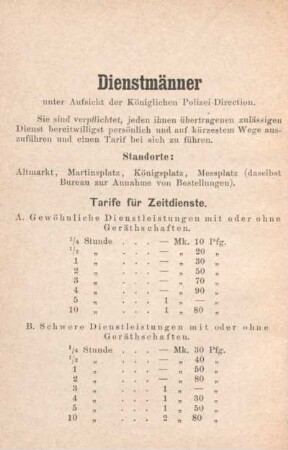 Dienstmänner
unter Aufsicht der Königlichen Polizei-Direction.
Sie sind verpflichtet, jeden ihnen übertragenen zulässigen
Dienst bereitwilligst persönlich und auf kürzestem Wege aus-
zuführen und einen Tarif bei sich zu führen.
Standorte:
Altmarkt, Martinsplatz, Königsplatz, Messplatz (daselbst
Bureau zur Annahme von Bestellungen).
Tarife für Zeitdienste.
A. Gewöhnliche Dienstleistungen mit oder ohne
Geräthschaften.
1/4 Stunde . . . — Mk. 10 Pfg.
1/2 „ . . . — „ 20 „
1 „ . . . — „ 30 „
2 „ . . . — „ 50 „
3 „ . . . — „ 70 „
4 „ . . . — „ 90 „
5 „ . . . 1 „ — „
10 „ . . . 1 „ 80 „
B. Schwere Dienstleistungen mit oder ohne
Geräthschaften.
1/4 Stunde . . . — Mk. 30 Pfg.
1/2 „ . . . — „ 40 „
1 „ . . . — „ 50 „
2 „ . . . — „ 80 „
3 „ . . . 1 „ — „
4 „ . . . 1 „ 30 „
5 „ . . . 1 „ 50 „
10 „ . . . 2 „ 80 „